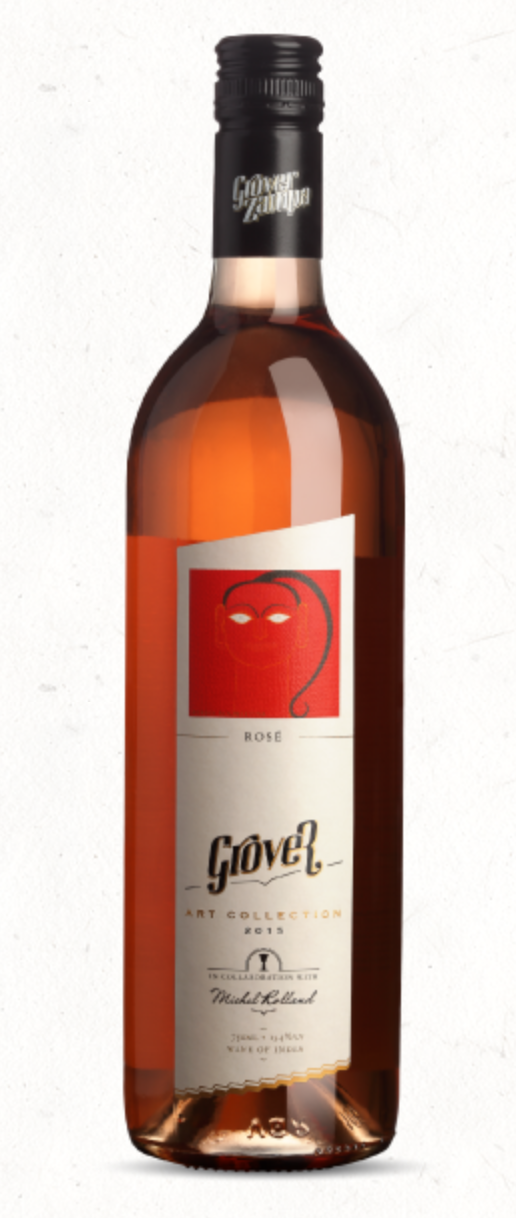 Grover
Zampa
ROSÉ
Grover
ART COLLECTION
2015
IN COLLABORATION WITH
Michel Rolland
WINE OF INDIA